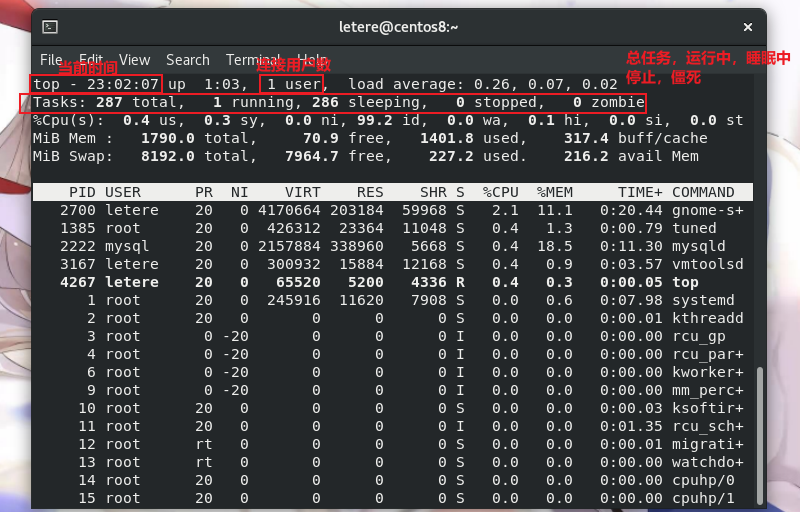 letere@centos8:~
File Edit View Search Terminal Help
当前时间
连接用户数
总任务，运行中，睡眠中
停止，僵死
top - 23:02:07 up  1:03,  1 user,  load average: 0.26, 0.07, 0.02
Tasks: 287 total,   1 running, 286 sleeping,   0 stopped,   0 zombie
%Cpu(s):  0.4 us,  0.3 sy,  0.0 ni, 99.2 id,  0.0 wa,  0.1 hi,  0.0 si,  0.0 st
MiB Mem :   1790.0 total,     70.9 free,   1401.8 used,    317.4 buff/cache
MiB Swap:   8192.0 total,   7964.7 free,    227.2 used.    216.2 avail Mem
PID USER      PR  NI    VIRT    RES    SHR S  %CPU  %MEM     TIME+ COMMAND
2700 letere    20   0 4170664 203184  59968 S   2.1  11.1   0:20.44 gnome-s+
1385 root      20   0  426312  23364  11048 S   0.4   1.3   0:00.79 tuned
2222 mysql     20   0 2157884 338960   5668 S   0.4  18.5   0:11.30 mysqld
3167 letere    20   0  300932  15884  12168 S   0.4   0.9   0:03.57 vmtoolsd
4267 letere    20   0   65520   5200   4336 R   0.4   0.3   0:00.05 top
1 root      20   0  245916  11620   7908 S   0.0   0.6   0:07.98 systemd
2 root      20   0       0      0      0 S   0.0   0.0   0:00.01 kthreadd
3 root       0 -20       0      0      0 I   0.0   0.0   0:00.00 rcu_gp
4 root       0 -20       0      0      0 I   0.0   0.0   0:00.00 rcu_par+
6 root       0 -20       0      0      0 I   0.0   0.0   0:00.00 kworker+
9 root       0 -20       0      0      0 I   0.0   0.0   0:00.00 mm_perc+
10 root      20   0       0      0      0 S   0.0   0.0   0:00.03 ksoftir+
11 root      20   0       0      0      0 I   0.0   0.0   0:01.35 rcu_sch+
12 root      rt   0       0      0      0 S   0.0   0.0   0:00.01 migrati+
13 root      rt   0       0      0      0 S   0.0   0.0   0:00.00 watchdo+
14 root      20   0       0      0      0 S   0.0   0.0   0:00.00 cpuhp/0
15 root      20   0       0      0      0 S   0.0   0.0   0:00.00 cpuhp/1